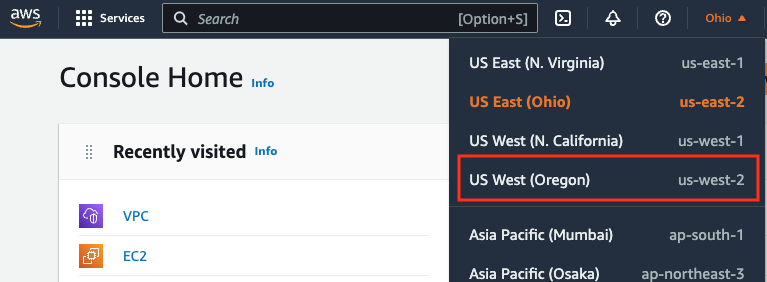 aws Services Search [Option+S] Ohio
Console Home Info
Recently visited Info
VPC
EC2
US East (N. Virginia) us-east-1
US East (Ohio) us-east-2
US West (N. California) us-west-1
US West (Oregon) us-west-2
Asia Pacific (Mumbai) ap-south-1
Asia Pacific (Osaka) ap-northeast-3